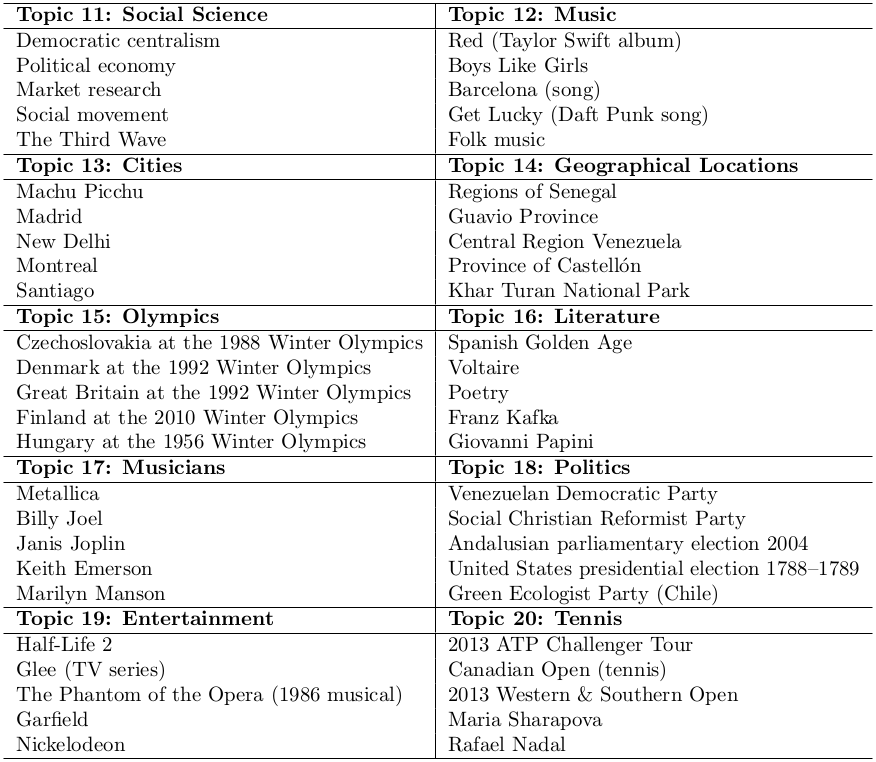 Topic 11: Social Science
Democratic centralism
Political economy
Market research
Social movement
The Third Wave
Topic 12: Music
Red (Taylor Swift album)
Boys Like Girls
Barcelona (song)
Get Lucky (Daft Punk song)
Folk music
Topic 13: Cities
Machu Picchu
Madrid
New Delhi
Montreal
Santiago
Topic 14: Geographical Locations
Regions of Senegal
Guavio Province
Central Region Venezuela
Province of Castellón
Khar Turan National Park
Topic 15: Olympics
Czechoslovakia at the 1988 Winter Olympics
Denmark at the 1992 Winter Olympics
Great Britain at the 1992 Winter Olympics
Finland at the 2010 Winter Olympics
Hungary at the 1956 Winter Olympics
Topic 16: Literature
Spanish Golden Age
Voltaire
Poetry
Franz Kafka
Giovanni Papini
Topic 17: Musicians
Metallica
Billy Joel
Janis Joplin
Keith Emerson
Marilyn Manson
Topic 18: Politics
Venezuelan Democratic Party
Social Christian Reformist Party
Andalusian parliamentary election 2004
United States presidential election 1788–1789
Green Ecologist Party (Chile)
Topic 19: Entertainment
Half-Life 2
Glee (TV series)
The Phantom of the Opera (1986 musical)
Garfield
Nickelodeon
Topic 20: Tennis
2013 ATP Challenger Tour
Canadian Open (tennis)
2013 Western & Southern Open
Maria Sharapova
Rafael Nadal